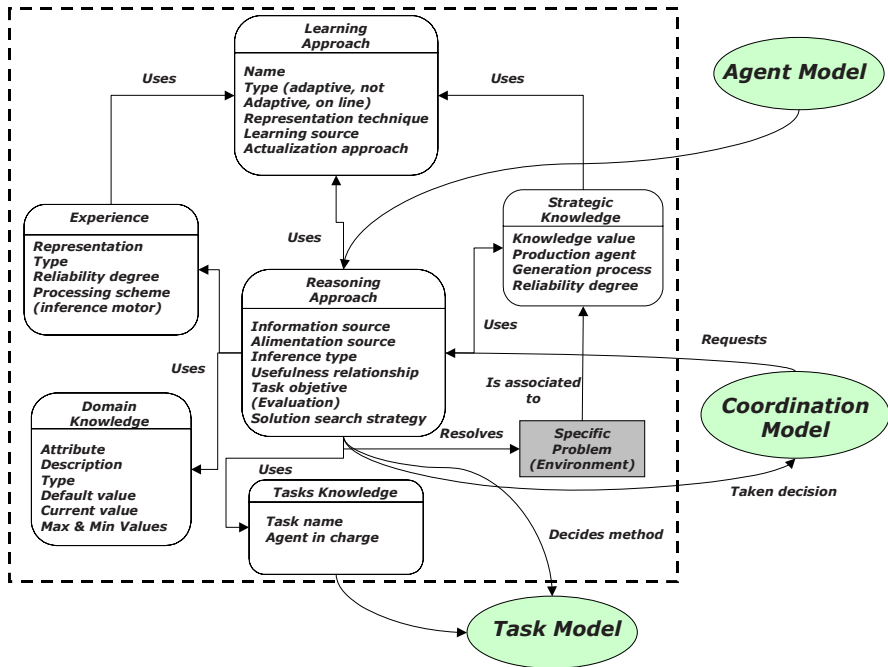 Learning
Approach
Name
Type (adaptive, not
Adaptive, on line)
Representation technique
Learning source
Actualization approach
Uses
Uses
Agent Model
Experience
Representation
Type
Reliability degree
Processing scheme
(inference motor)
Uses
Strategic
Knowledge
Knowledge value
Production agent
Generation process
Reliability degree
Reasoning
Approach
Information source
Alimentation source
Inference type
Usefulness relationship
Task objetive
(Evaluation)
Solution search strategy
Uses
Uses
Requests
Is associated
to
Domain
Knowledge
Attribute
Description
Type
Default value
Current value
Max & Min Values
Coordination
Model
Resolves
Specific
Problem
(Environment)
Uses
Tasks Knowledge
Task name
Agent in charge
Taken decision
Decides method
Task Model